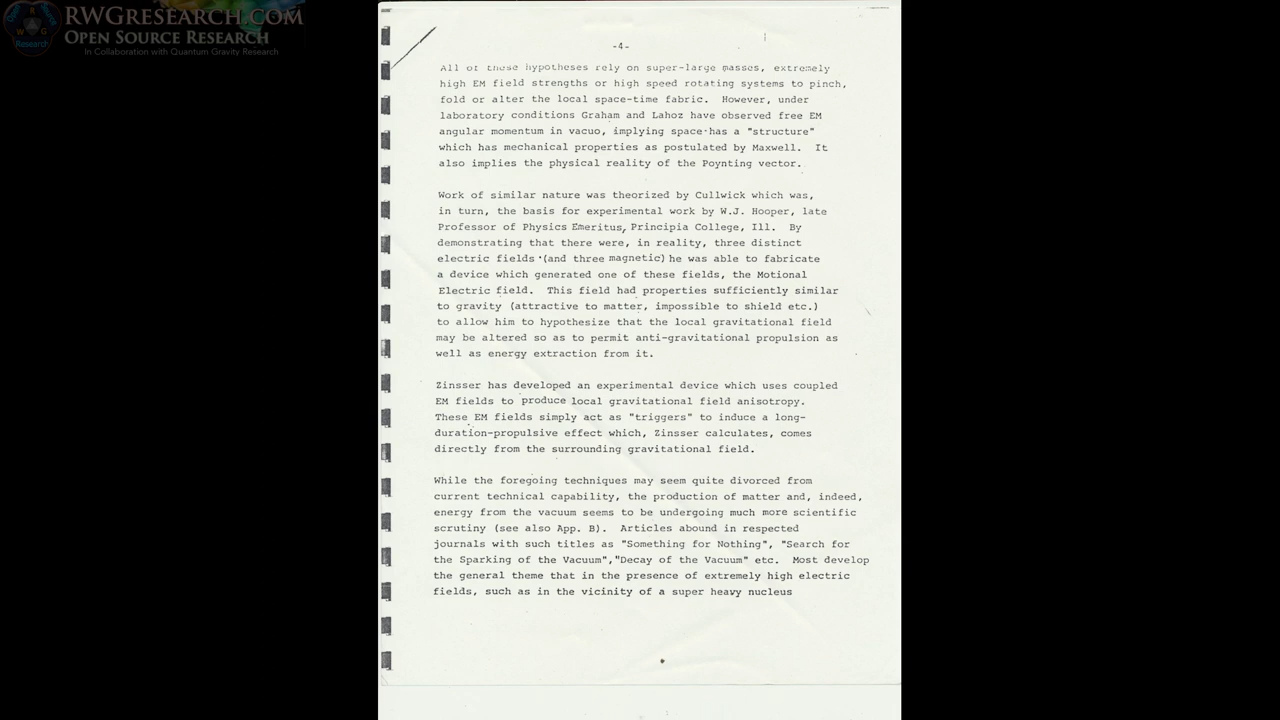 RWGRESEARCH.COM
OPEN SOURCE RESEARCH
In Collaboration with Quantum Gravity Research
W G
Research
-4-
All of these hypotheses rely on super-large masses, extremely
high EM field strengths or high speed rotating systems to pinch,
fold or alter the local space-time fabric. However, under
laboratory conditions Graham and Lahoz have observed free EM
angular momentum in vacuo, implying space has a "structure"
which has mechanical properties as postulated by Maxwell. It
also implies the physical reality of the Poynting vector.
Work of similar nature was theorized by Cullwick which was,
in turn, the basis for experimental work by W.J. Hooper, late
Professor of Physics Emeritus, Principia College, Ill. By
demonstrating that there were, in reality, three distinct
electric fields (and three magnetic) he was able to fabricate
a device which generated one of these fields, the Motional
Electric field. This field had properties sufficiently similar
to gravity (attractive to matter, impossible to shield etc.)
to allow him to hypothesize that the local gravitational field
may be altered so as to permit anti-gravitational propulsion as
well as energy extraction from it.
Zinsser has developed an experimental device which uses coupled
EM fields to produce local gravitational field anisotropy.
These EM fields simply act as "triggers" to induce a long-
duration-propulsive effect which, Zinsser calculates, comes
directly from the surrounding gravitational field.
While the foregoing techniques may seem quite divorced from
current technical capability, the production of matter and, indeed,
energy from the vacuum seems to be undergoing much more scientific
scrutiny (see also App. B). Articles abound in respected
journals with such titles as "Something for Nothing", "Search for
the Sparking of the Vacuum","Decay of the Vacuum" etc. Most develop
the general theme that in the presence of extremely high electric
fields, such as in the vicinity of a super heavy nucleus